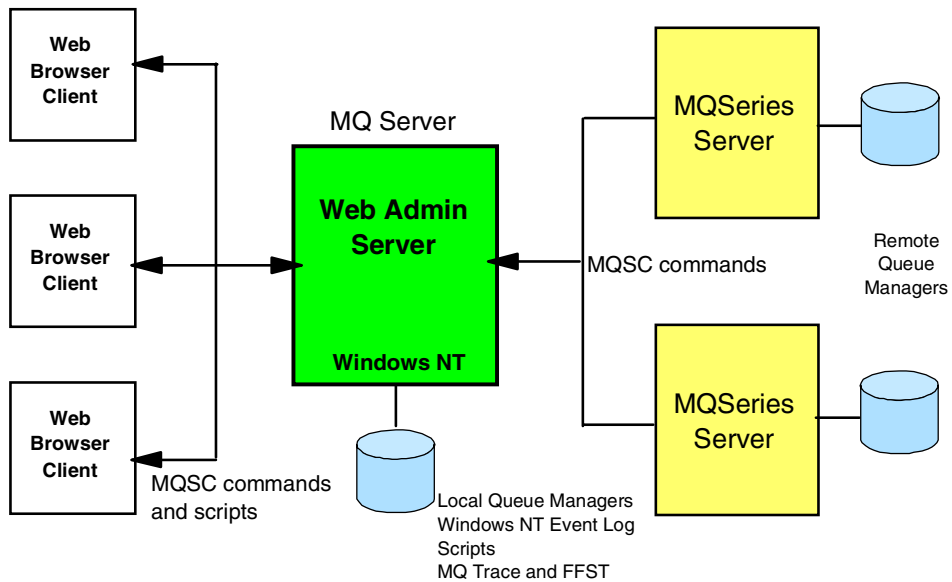 Web
Browser
Client
Web
Browser
Client
Web
Browser
Client
MQSC commands
and scripts
MQ Server
Web Admin
Server
Windows NT
Local Queue Managers
Windows NT Event Log
Scripts
MQ Trace and FFST
MQSC commands
MQSeries
Server
Remote
Queue
Managers
MQSeries
Server